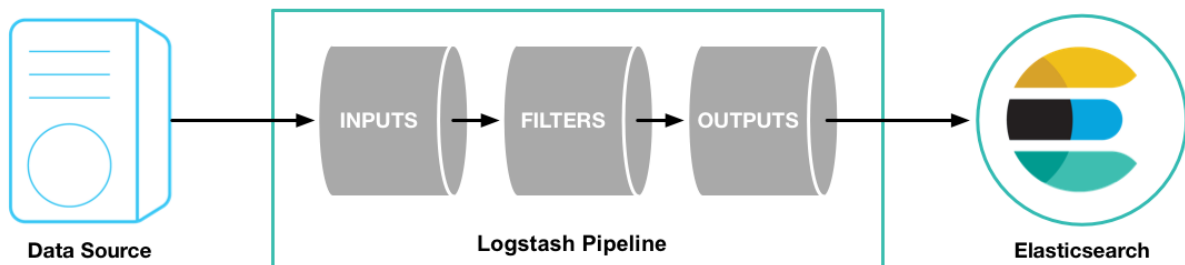 INPUTS
FILTERS
OUTPUTS
Data Source
Logstash Pipeline
Elasticsearch